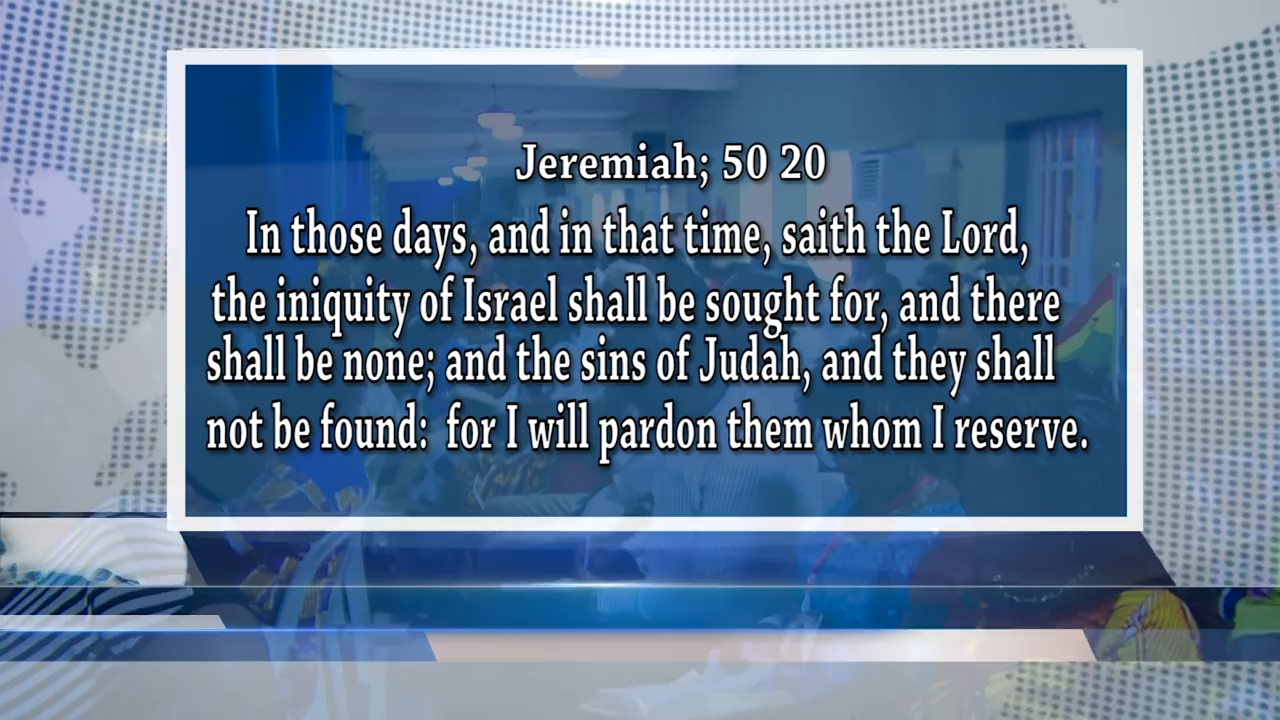 Jeremiah; 50 20
In those days, and in that time, saith the Lord,
the iniquity of Israel shall be sought for, and there
shall be none; and the sins of Judah, and they shall
not be found:  for I will pardon them whom I reserve.